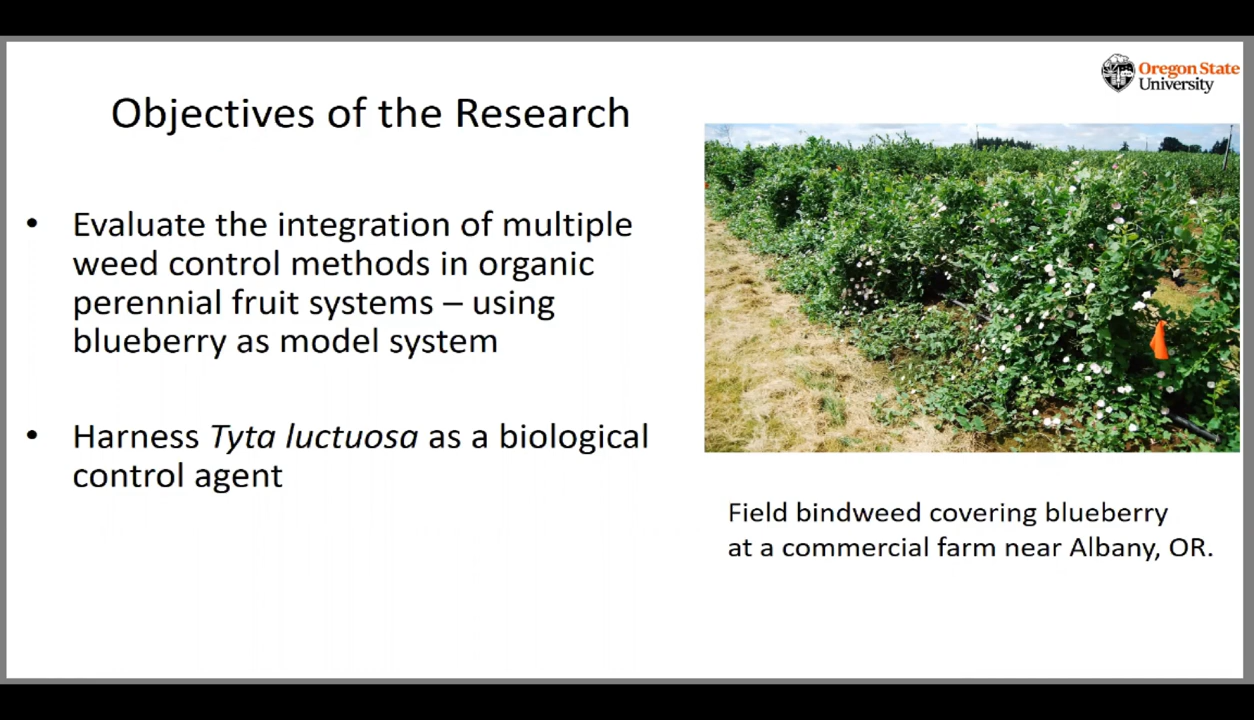 Oregon State
University
Objectives of the Research
• Evaluate the integration of multiple
weed control methods in organic
perennial fruit systems – using
blueberry as model system
• Harness Tyta luctuosa as a biological
control agent
Field bindweed covering blueberry
at a commercial farm near Albany, OR.